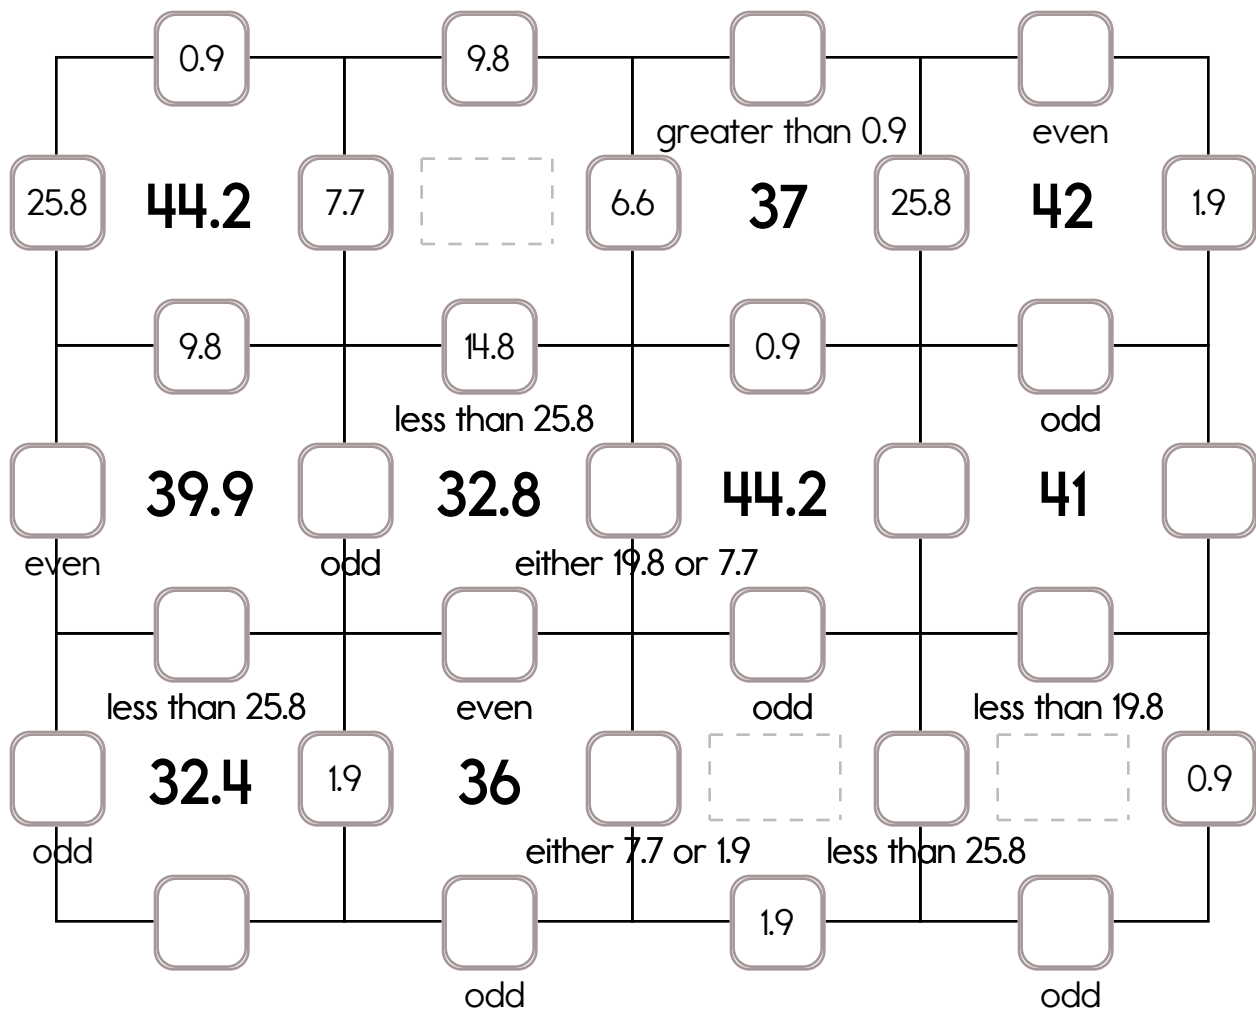 0.9 9.8
greater than 0.9 even
25.8 44.2 7.7 6.6 37 25.8 42 1.9
9.8 14.8 0.9
less than 25.8 odd
39.9 32.8 44.2 41
even odd either 19.8 or 7.7
less than 25.8 even odd less than 19.8
32.4 1.9 36 0.9
odd either 7.7 or 1.9 less than 25.8
1.9
odd odd